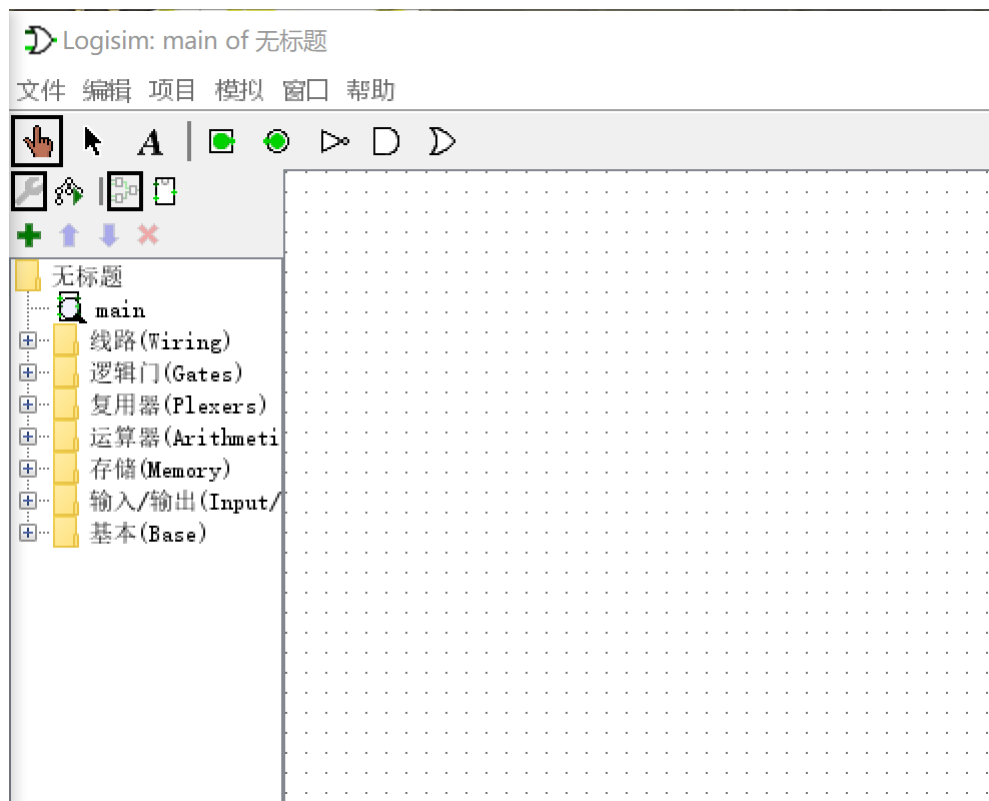 Logisim: main of 无标题
文件 编辑 项目 模拟 窗口 帮助
A
无标题
main
线路(Wiring)
逻辑门(Gates)
复用器(Plexers)
运算器(Arithmeti
存储(Memory)
输入/输出(Input/
基本(Base)